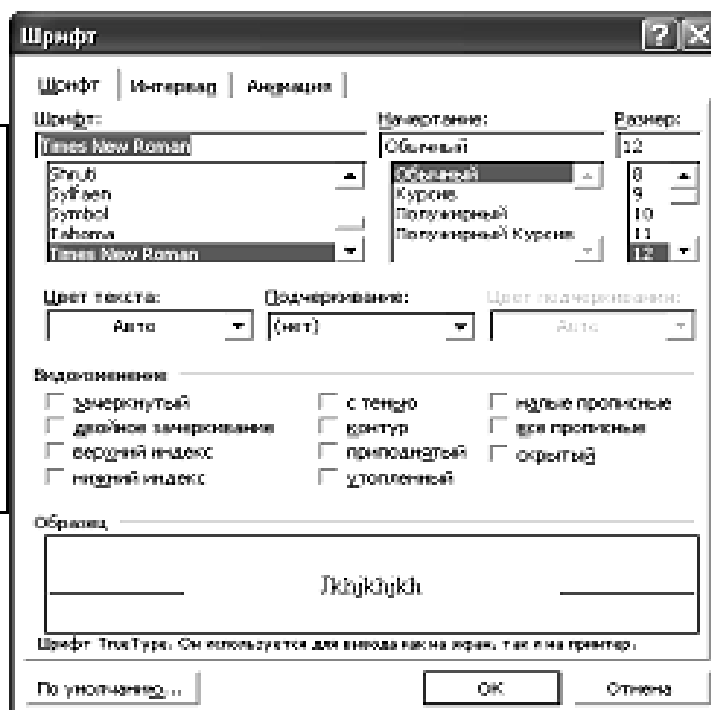 Шрифт
Шрифт Интервал Анимация
Шрифт: Начертание: Размер:
Times New Roman Обычный 12
Shruti Обычный 8
Sylfaen Курсив 9
Symbol Полужирный 10
Tahoma Полужирный Курсив 11
Times New Roman 12
Цвет текста: Подчеркивание: Цвет подчеркивания:
Авто (нет) Авто
Видоизменение
зачеркнутый с тенью малые прописные
двойное зачеркивание контур все прописные
верхний индекс приподнятый скрытый
нижний индекс утопленный
Образец
Jkhjkhjkh
Шрифт TrueType. Он используется для вывода как на экран, так и на принтер.
По умолчанию... ОК Отмена